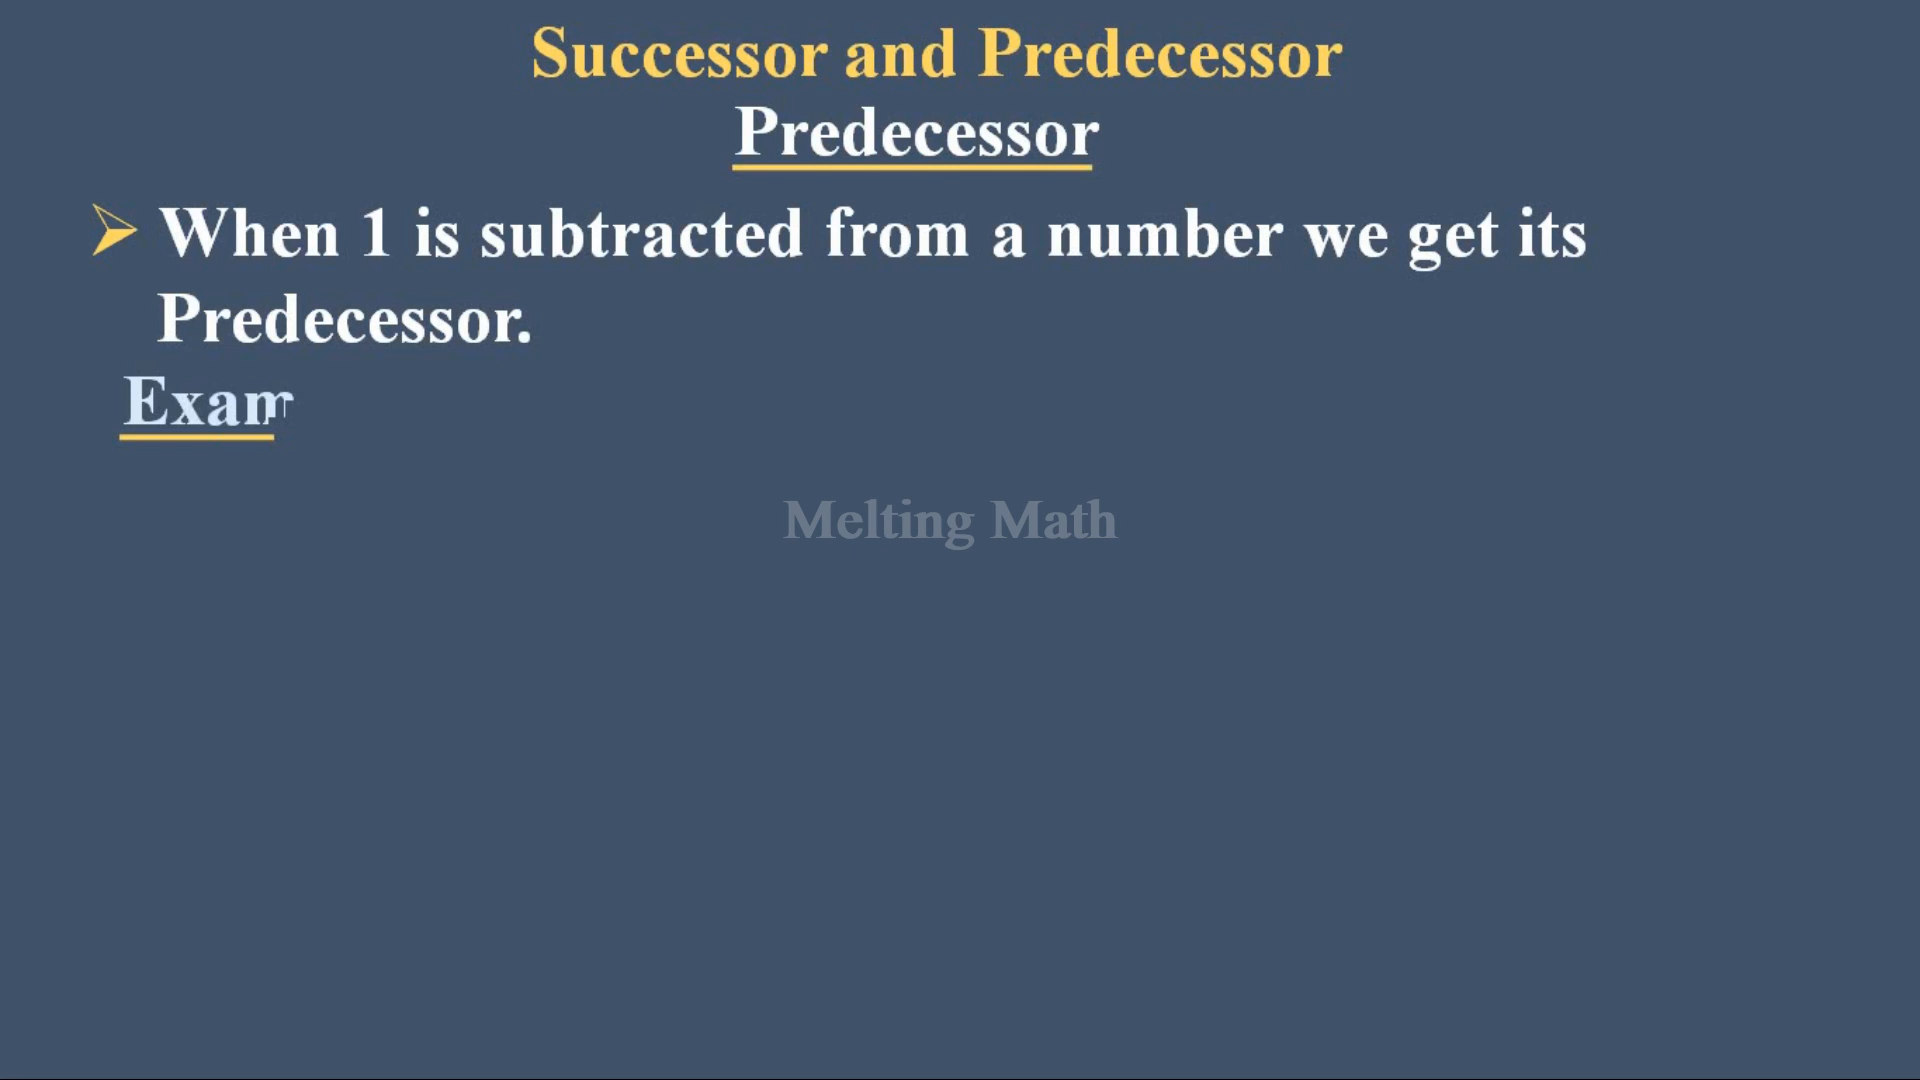 Successor and Predecessor
Predecessor
When 1 is subtracted from a number we get its
Predecessor.
Exam
Melting Math